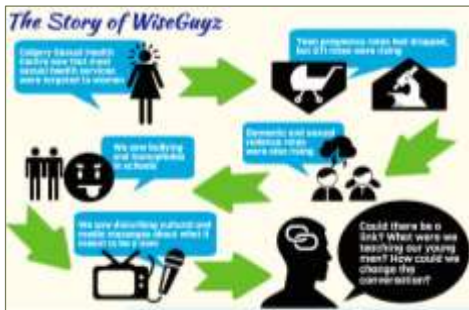 The Story of WiseGuyz
Calgary Sexual Health
Centre saw that most
sexual health services
were targeted to women
Teen pregnancy rates had dropped,
but STI rates were rising
Domestic and sexual
violence rates
were also rising
We saw bullying
and homophobia
in schools
We saw disturbing cultural and
media messages about what it
meant to be a man
Could there be a
link? What were we
teaching our young
men? How could we
change the
conversation?